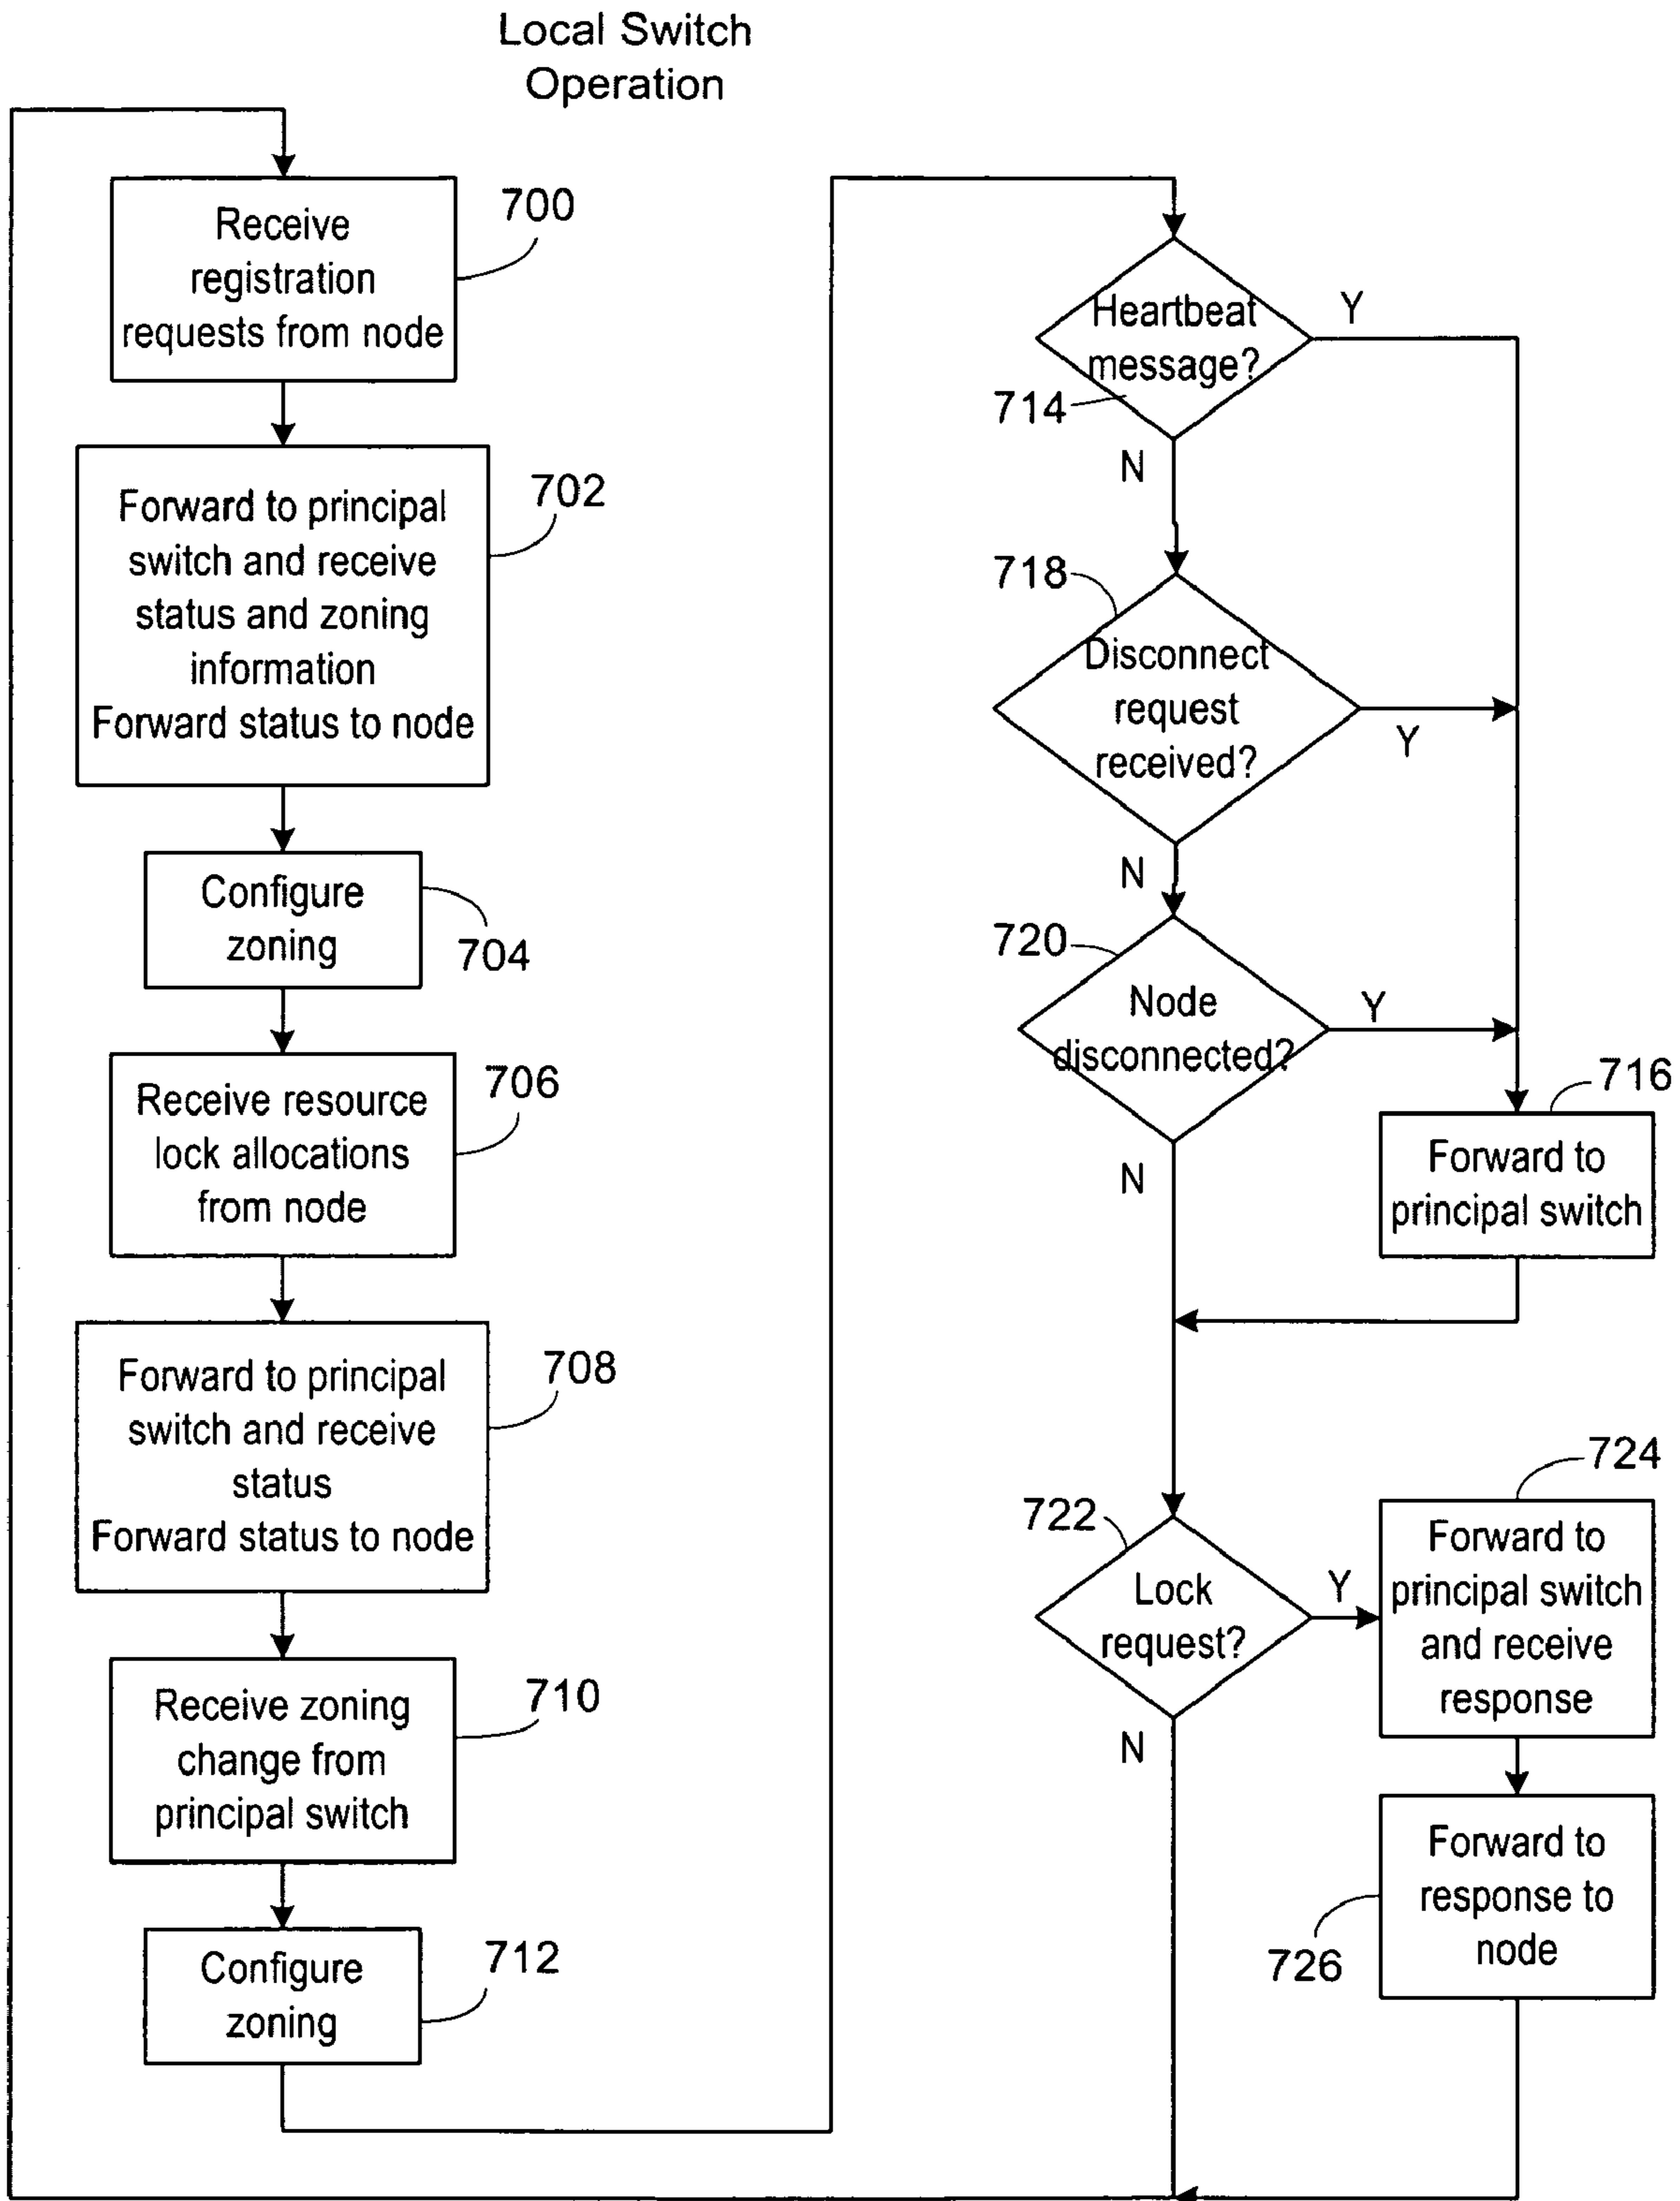 Local Switch
Operation
Receive
registration
requests from node
700
Forward to principal
switch and receive
status and zoning
information
Forward status to node
702
Configure
zoning
704
Receive resource
lock allocations
from node
706
Forward to principal
switch and receive
status
Forward status to node
708
Receive zoning
change from
principal switch
710
Configure
zoning
712
Heartbeat
message?
714
Y
N
718
Disconnect
request
received?
Y
N
720
Node
disconnected?
Y
N
716
Forward to
principal switch
722
Lock
request?
Y
N
724
Forward to
principal switch
and receive
response
Forward to
response to
node
726